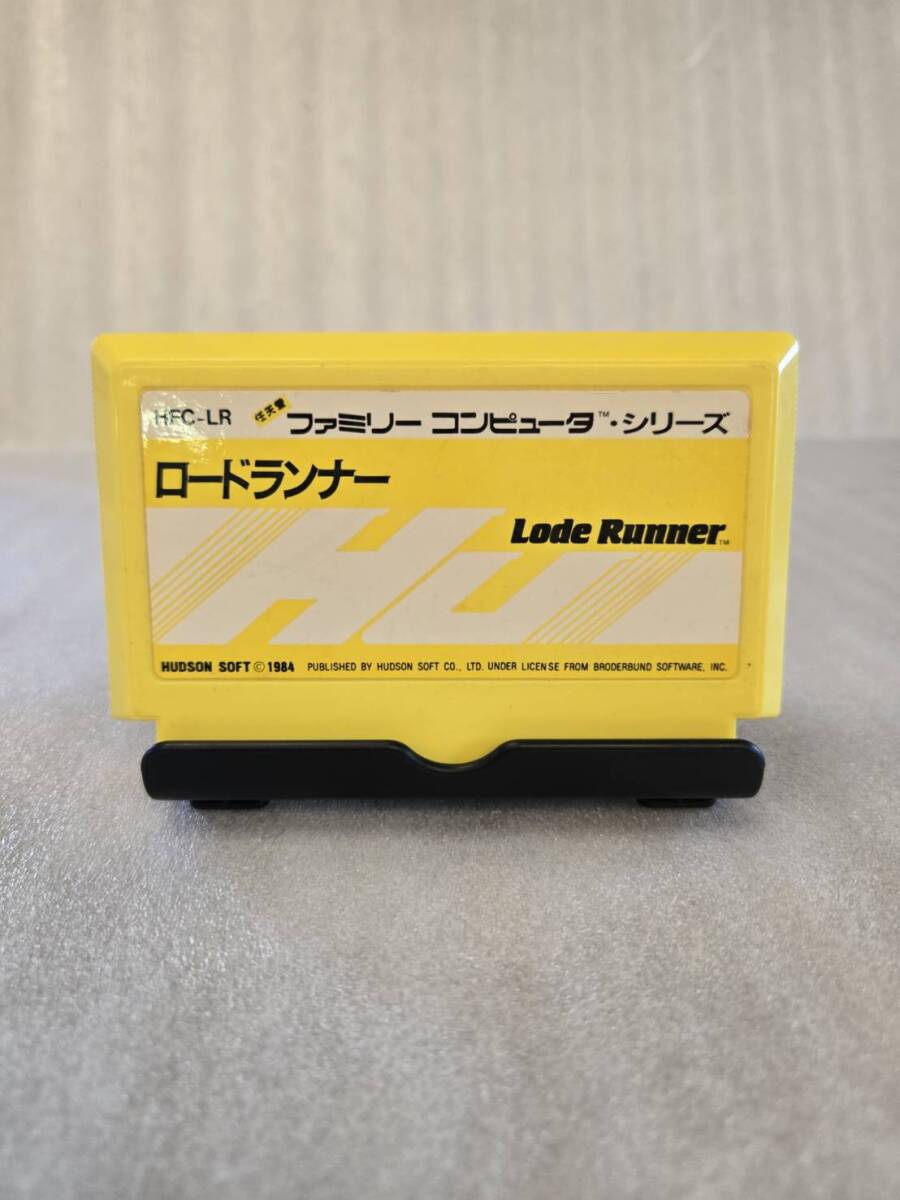 HFC-LR 任天堂 ファミリー コンピュータ™・シリーズ
ロードランナー
Lode Runner™
HU
HUDSON SOFT © 1984 PUBLISHED BY HUDSON SOFT CO., LTD. UNDER LICENSE FROM BRODERBUND SOFTWARE, INC.